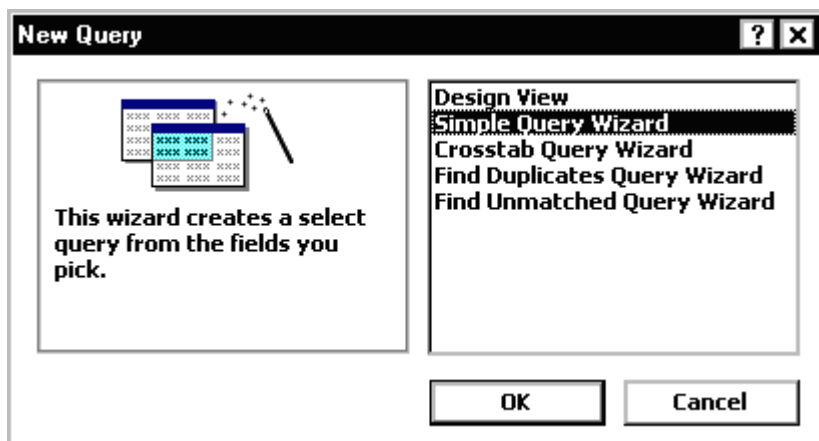 New Query
This wizard creates a select
query from the fields you
pick.
Design View
Simple Query Wizard
Crosstab Query Wizard
Find Duplicates Query Wizard
Find Unmatched Query Wizard
OK
Cancel